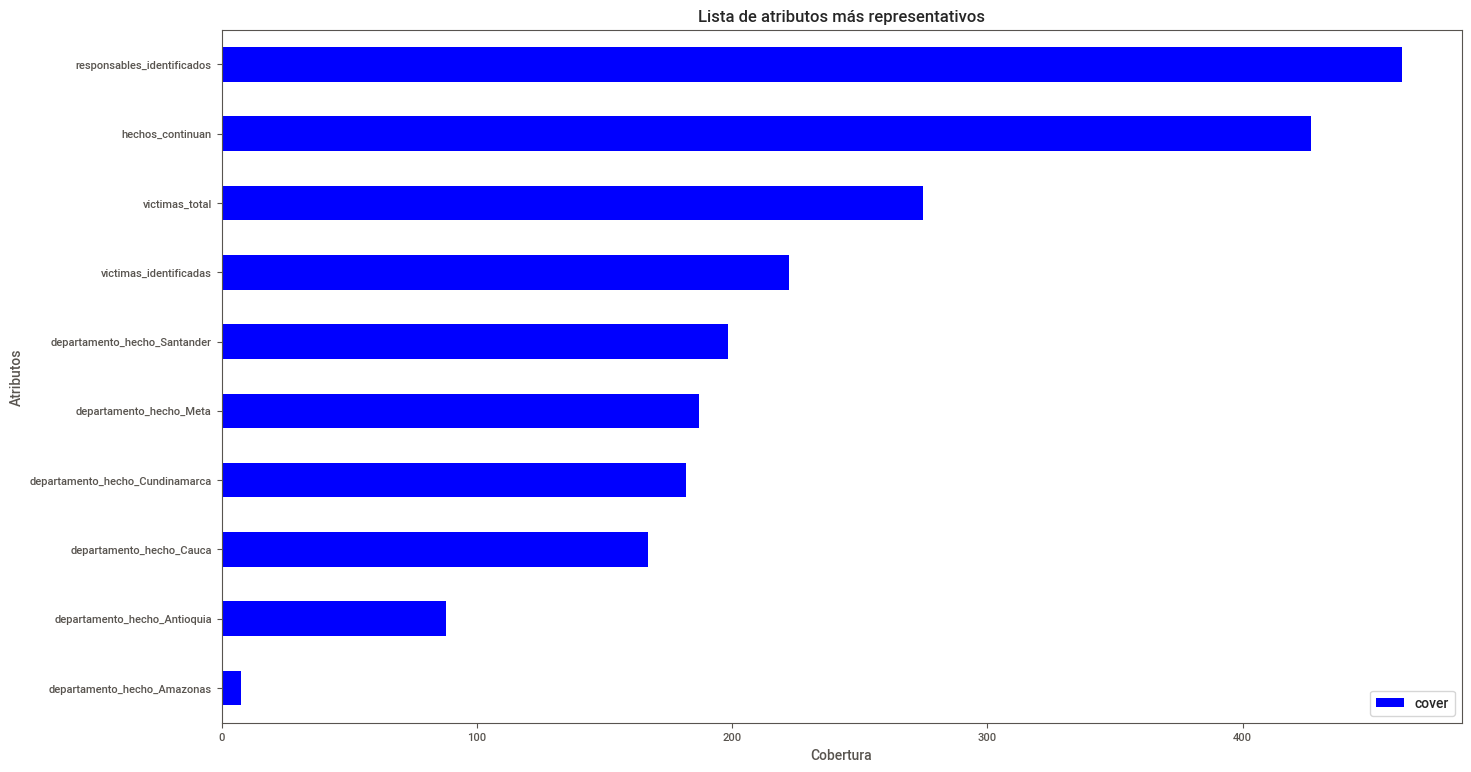 Lista de atributos más representativos
responsables_identificados
hechos_continuan
victimas_total
victimas_identificadas
departamento_hecho_Santander
departamento_hecho_Meta
departamento_hecho_Cundinamarca
departamento_hecho_Cauca
departamento_hecho_Antioquia
departamento_hecho_Amazonas
Atributos
cover
0 100 200 300 400
Cobertura